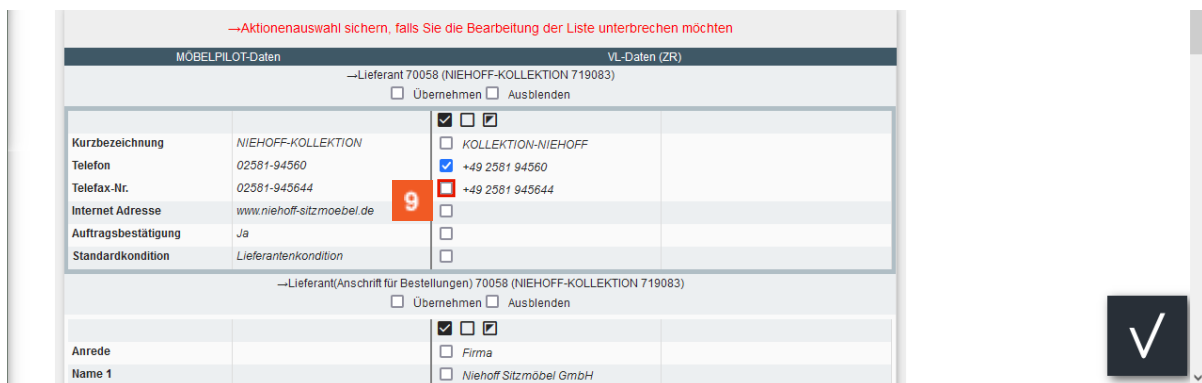 →Aktionenauswahl sichern, falls Sie die Bearbeitung der Liste unterbrechen möchten
MÖBELPILOT-Daten VL-Daten (ZR)
→Lieferant 70058 (NIEHOFF-KOLLEKTION 719083)
Übernehmen Ausblenden
Kurzbezeichnung NIEHOFF-KOLLEKTION KOLLEKTION-NIEHOFF
Telefon 02581-94560 +49 2581 94560
Telefax-Nr. 02581-945644 +49 2581 945644
9
Internet Adresse www.niehoff-sitzmoebel.de
Auftragsbestätigung Ja
Standardkondition Lieferantenkondition
→Lieferant(Anschrift für Bestellungen) 70058 (NIEHOFF-KOLLEKTION 719083)
Übernehmen Ausblenden
Anrede Firma
Name 1 Niehoff Sitzmöbel GmbH